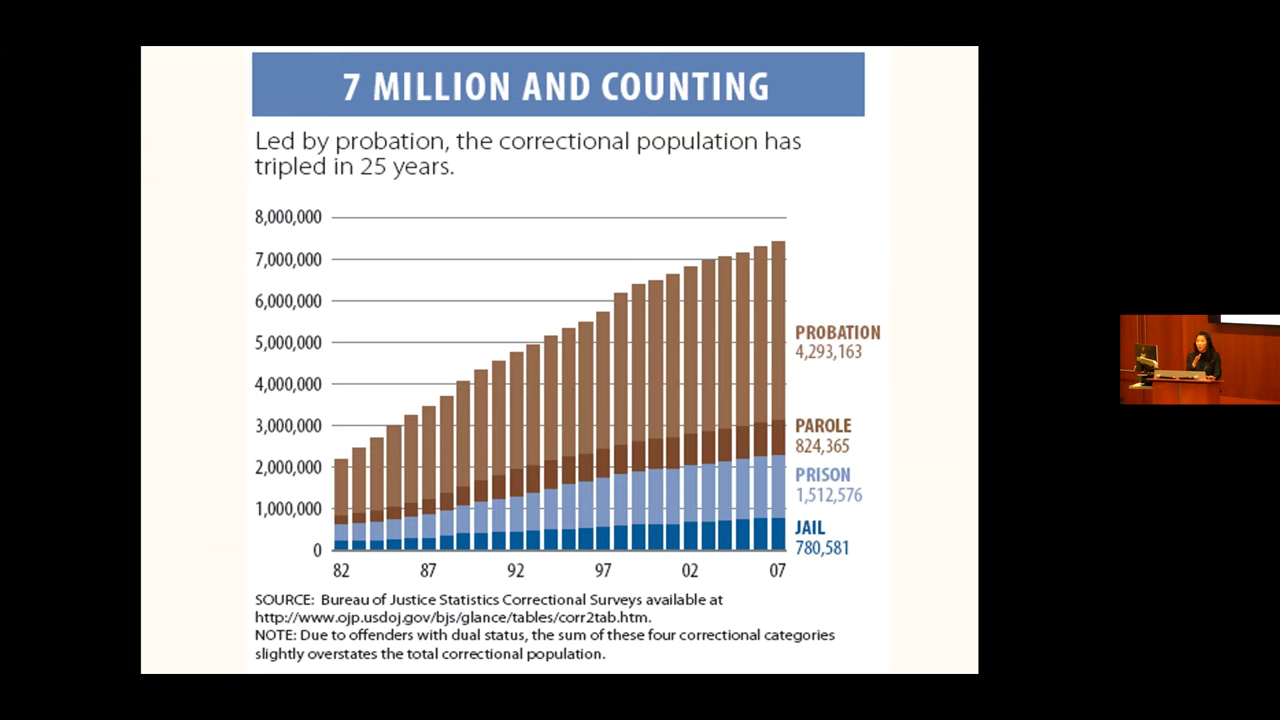 7 MILLION AND COUNTING
Led by probation, the correctional population has
tripled in 25 years.
8,000,000
7,000,000
6,000,000
5,000,000
4,000,000
3,000,000
2,000,000
1,000,000
0
82
87
92
97
02
07
PROBATION
4,293,163
PAROLE
824,365
PRISON
1,512,576
JAIL
780,581
SOURCE: Bureau of Justice Statistics Correctional Surveys available at
http://www.ojp.usdoj.gov/bjs/glance/tables/corr2tab.htm.
NOTE: Due to offenders with dual status, the sum of these four correctional categories
slightly overstates the total correctional population.